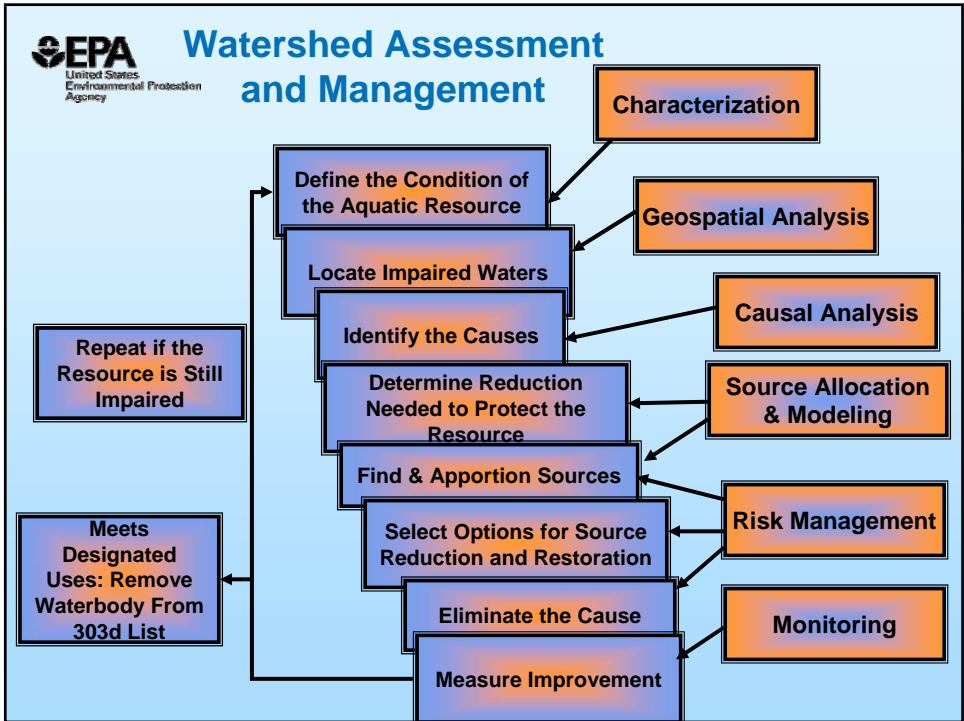 EPA
United States
Environmental Protection
Agency
Watershed Assessment
and Management
Characterization
Define the Condition of
the Aquatic Resource
Geospatial Analysis
Locate Impaired Waters
Causal Analysis
Identify the Causes
Repeat if the
Resource is Still
Impaired
Determine Reduction
Needed to Protect the
Resource
Source Allocation
& Modeling
Find & Apportion Sources
Risk Management
Select Options for Source
Reduction and Restoration
Meets
Designated
Uses: Remove
Waterbody From
303d List
Eliminate the Cause
Monitoring
Measure Improvement